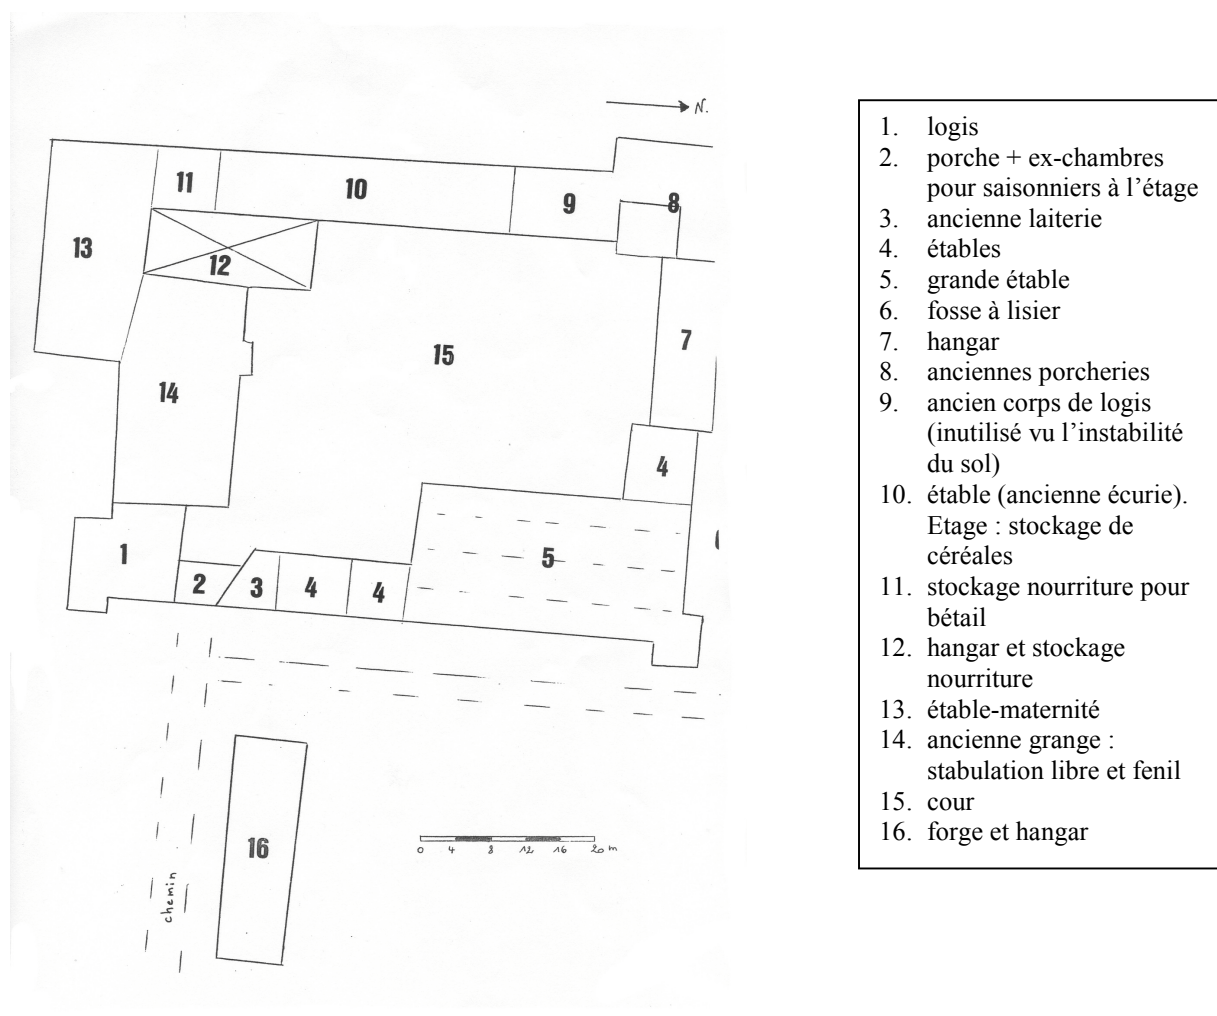 N.
11
10
9
8
13
12
7
15
14
4
5
1
2
3
4
4
16
chemin
0 4 8 12 16 20 m
1. logis
2. porche + ex-chambres
pour saisonniers à l’étage
3. ancienne laiterie
4. étables
5. grande étable
6. fosse à lisier
7. hangar
8. anciennes porcheries
9. ancien corps de logis
(inutilisé vu l’instabilité
du sol)
10. étable (ancienne écurie).
Etage : stockage de
céréales
11. stockage nourriture pour
bétail
12. hangar et stockage
nourriture
13. étable-maternité
14. ancienne grange :
stabulation libre et fenil
15. cour
16. forge et hangar